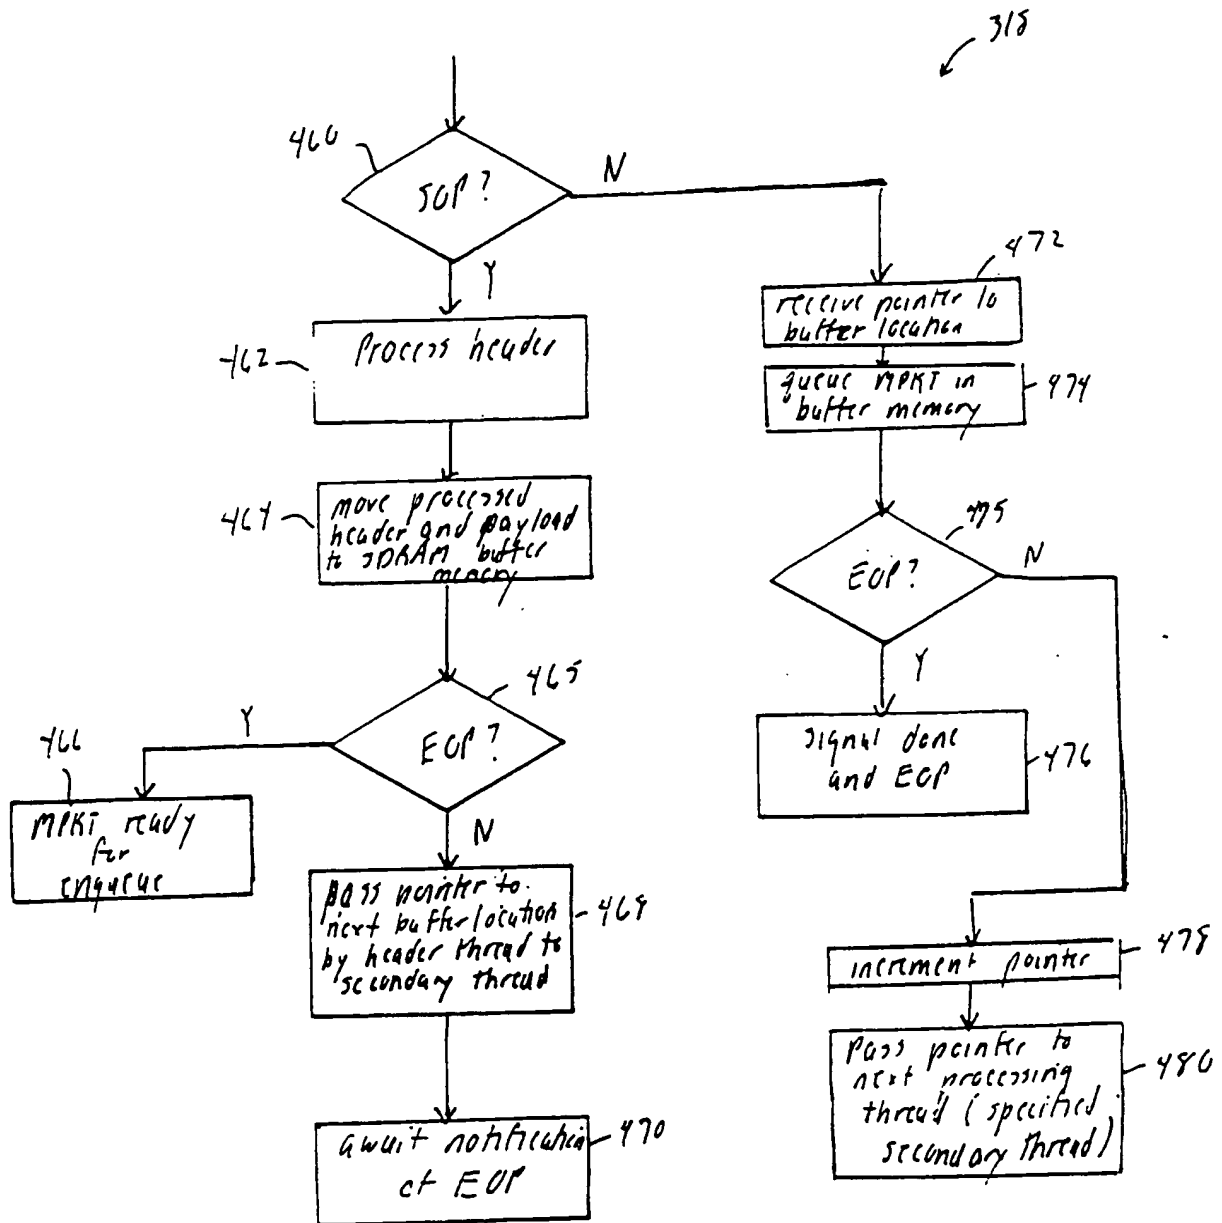 318
460
SOP?
N
Y
472
receive pointer to
buffer location
462
Process header
queue MPKT in
buffer memory
474
464
move processed
header and payload
to SDRAM buffer
memory
475
EOP?
N
Y
465
EOP?
Y
N
466
MPKT ready
for
enqueue
signal done
and EOP
476
pass pointer to
next buffer location
by header thread to
secondary thread
468
increment pointer
478
Pass pointer to
next processing
thread (specified
secondary thread)
480
await notification
of EOP
470